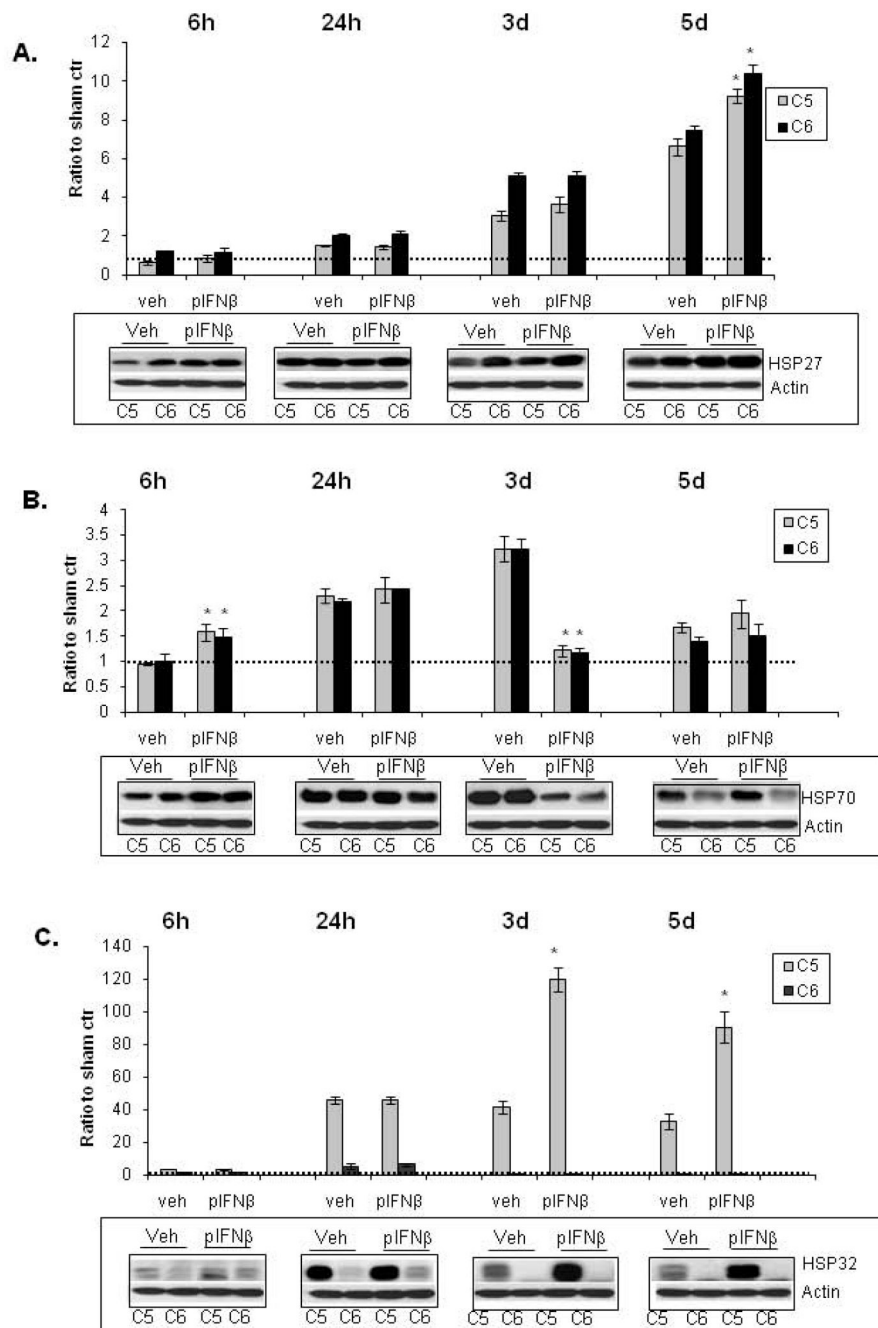 6h 24h 3d 5d
A.
12
10
8
6
4
2
0
Ratio to sham ctr
* *
C5
C6
veh pIFNβ veh pIFNβ veh pIFNβ veh pIFNβ
Veh pIFNβ Veh pIFNβ Veh pIFNβ Veh pIFNβ
HSP27
Actin
C5 C6 C5 C6 C5 C6 C5 C6 C5 C6 C5 C6 C5 C6 C5 C6
6h 24h 3d 5d
B.
4
3.5
3
2.5
2
1.5
1
0.5
0
Ratio to sham ctr
* * * *
C5
C6
veh pIFNβ veh pIFNβ veh pIFNβ veh pIFNβ
Veh pIFNβ Veh pIFNβ Veh pIFNβ Veh pIFNβ
HSP70
Actin
C5 C6 C5 C6 C5 C6 C5 C6 C5 C6 C5 C6 C5 C6 C5 C6
6h 24h 3d 5d
C.
140
120
100
80
60
40
20
0
Ratio to sham ctr
* *
C5
C6
veh pIFNβ veh pIFNβ veh pIFNβ veh pIFNβ
Veh pIFNβ Veh pIFNβ Veh pIFNβ Veh pIFNβ
HSP32
Actin
C5 C6 C5 C6 C5 C6 C5 C6 C5 C6 C5 C6 C5 C6 C5 C6